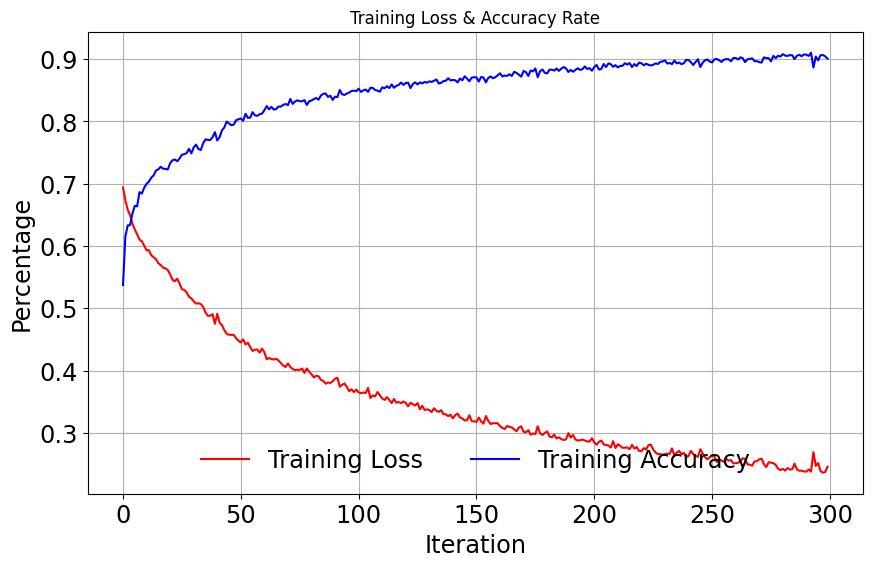 Training Loss & Accuracy Rate
0.9
0.8
0.7
0.6
0.5
0.4
0.3
Percentage
Training Loss Training Accuracy
0 50 100 150 200 250 300
Iteration